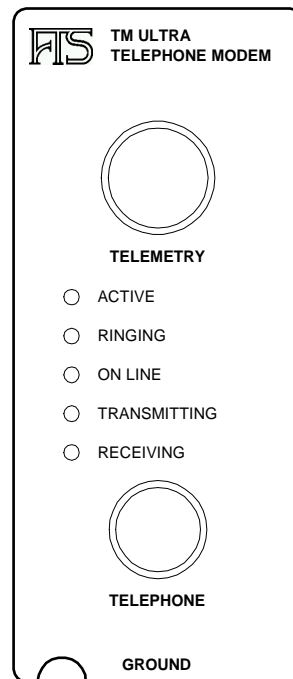 FTS
TM ULTRA
TELEPHONE MODEM
TELEMETRY
ACTIVE
RINGING
ON LINE
TRANSMITTING
RECEIVING
TELEPHONE
GROUND